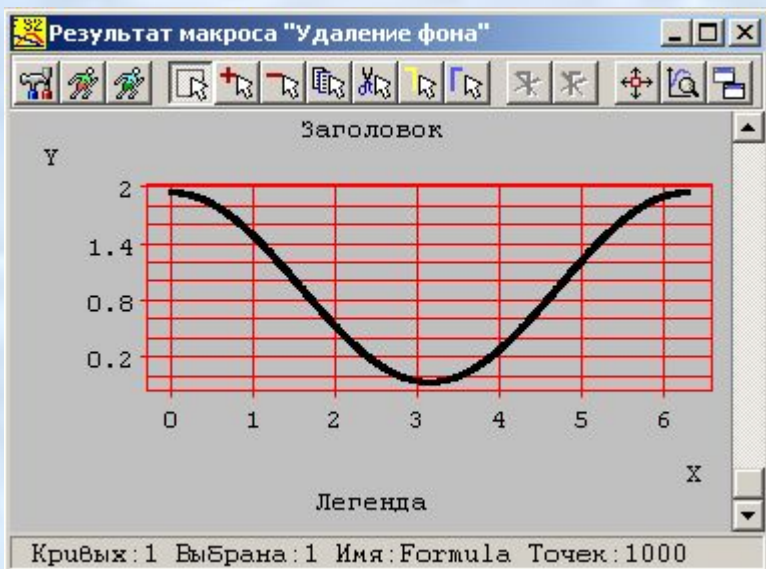 Результат макроса "Удаление фона"
Заголовок
Y
2
1.4
0.8
0.2
0 1 2 3 4 5 6
X
Легенда
Кривых:1 Выбрана:1 Имя:Formula Точек:1000